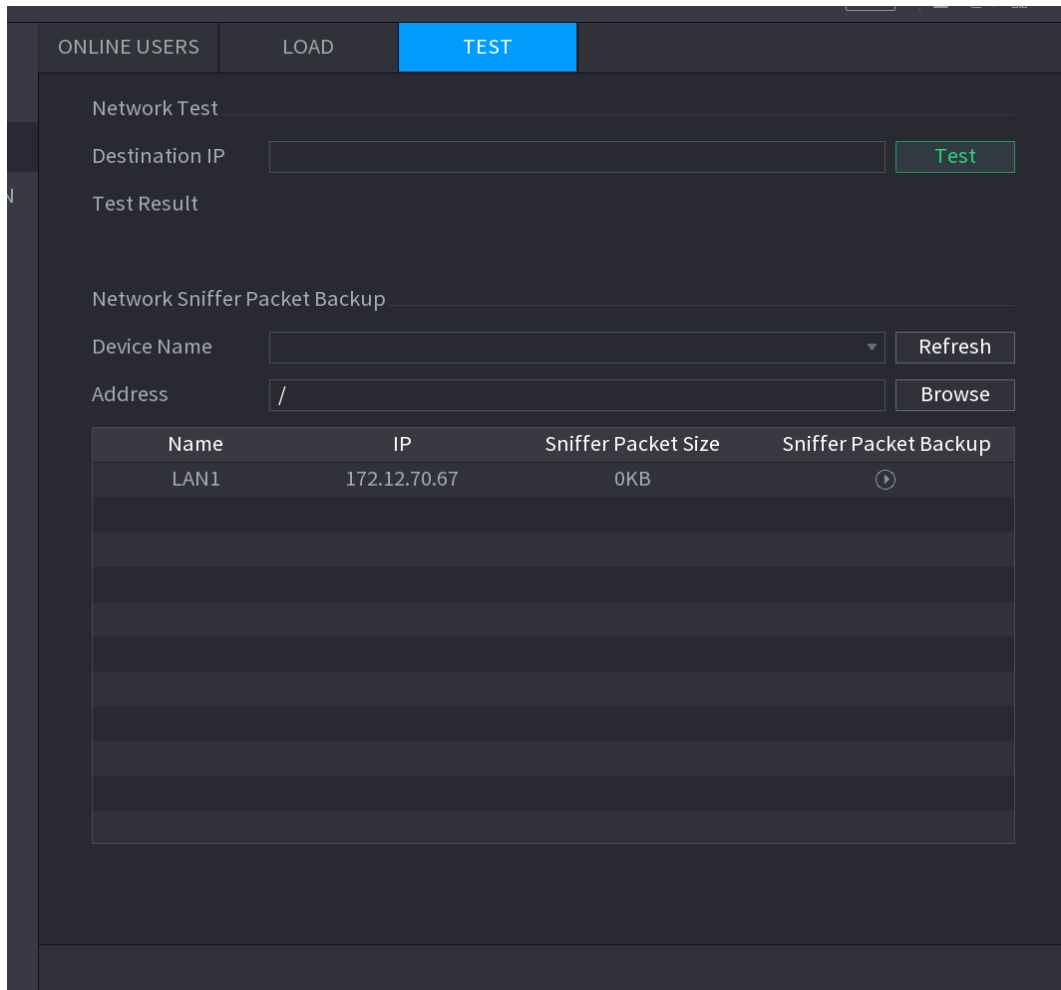 ONLINE USERS LOAD TEST
Network Test
Destination IP Test
Test Result
Network Sniffer Packet Backup
Device Name Refresh
Address / Browse
Name IP Sniffer Packet Size Sniffer Packet Backup
N
LAN1 172.12.70.67 0KB